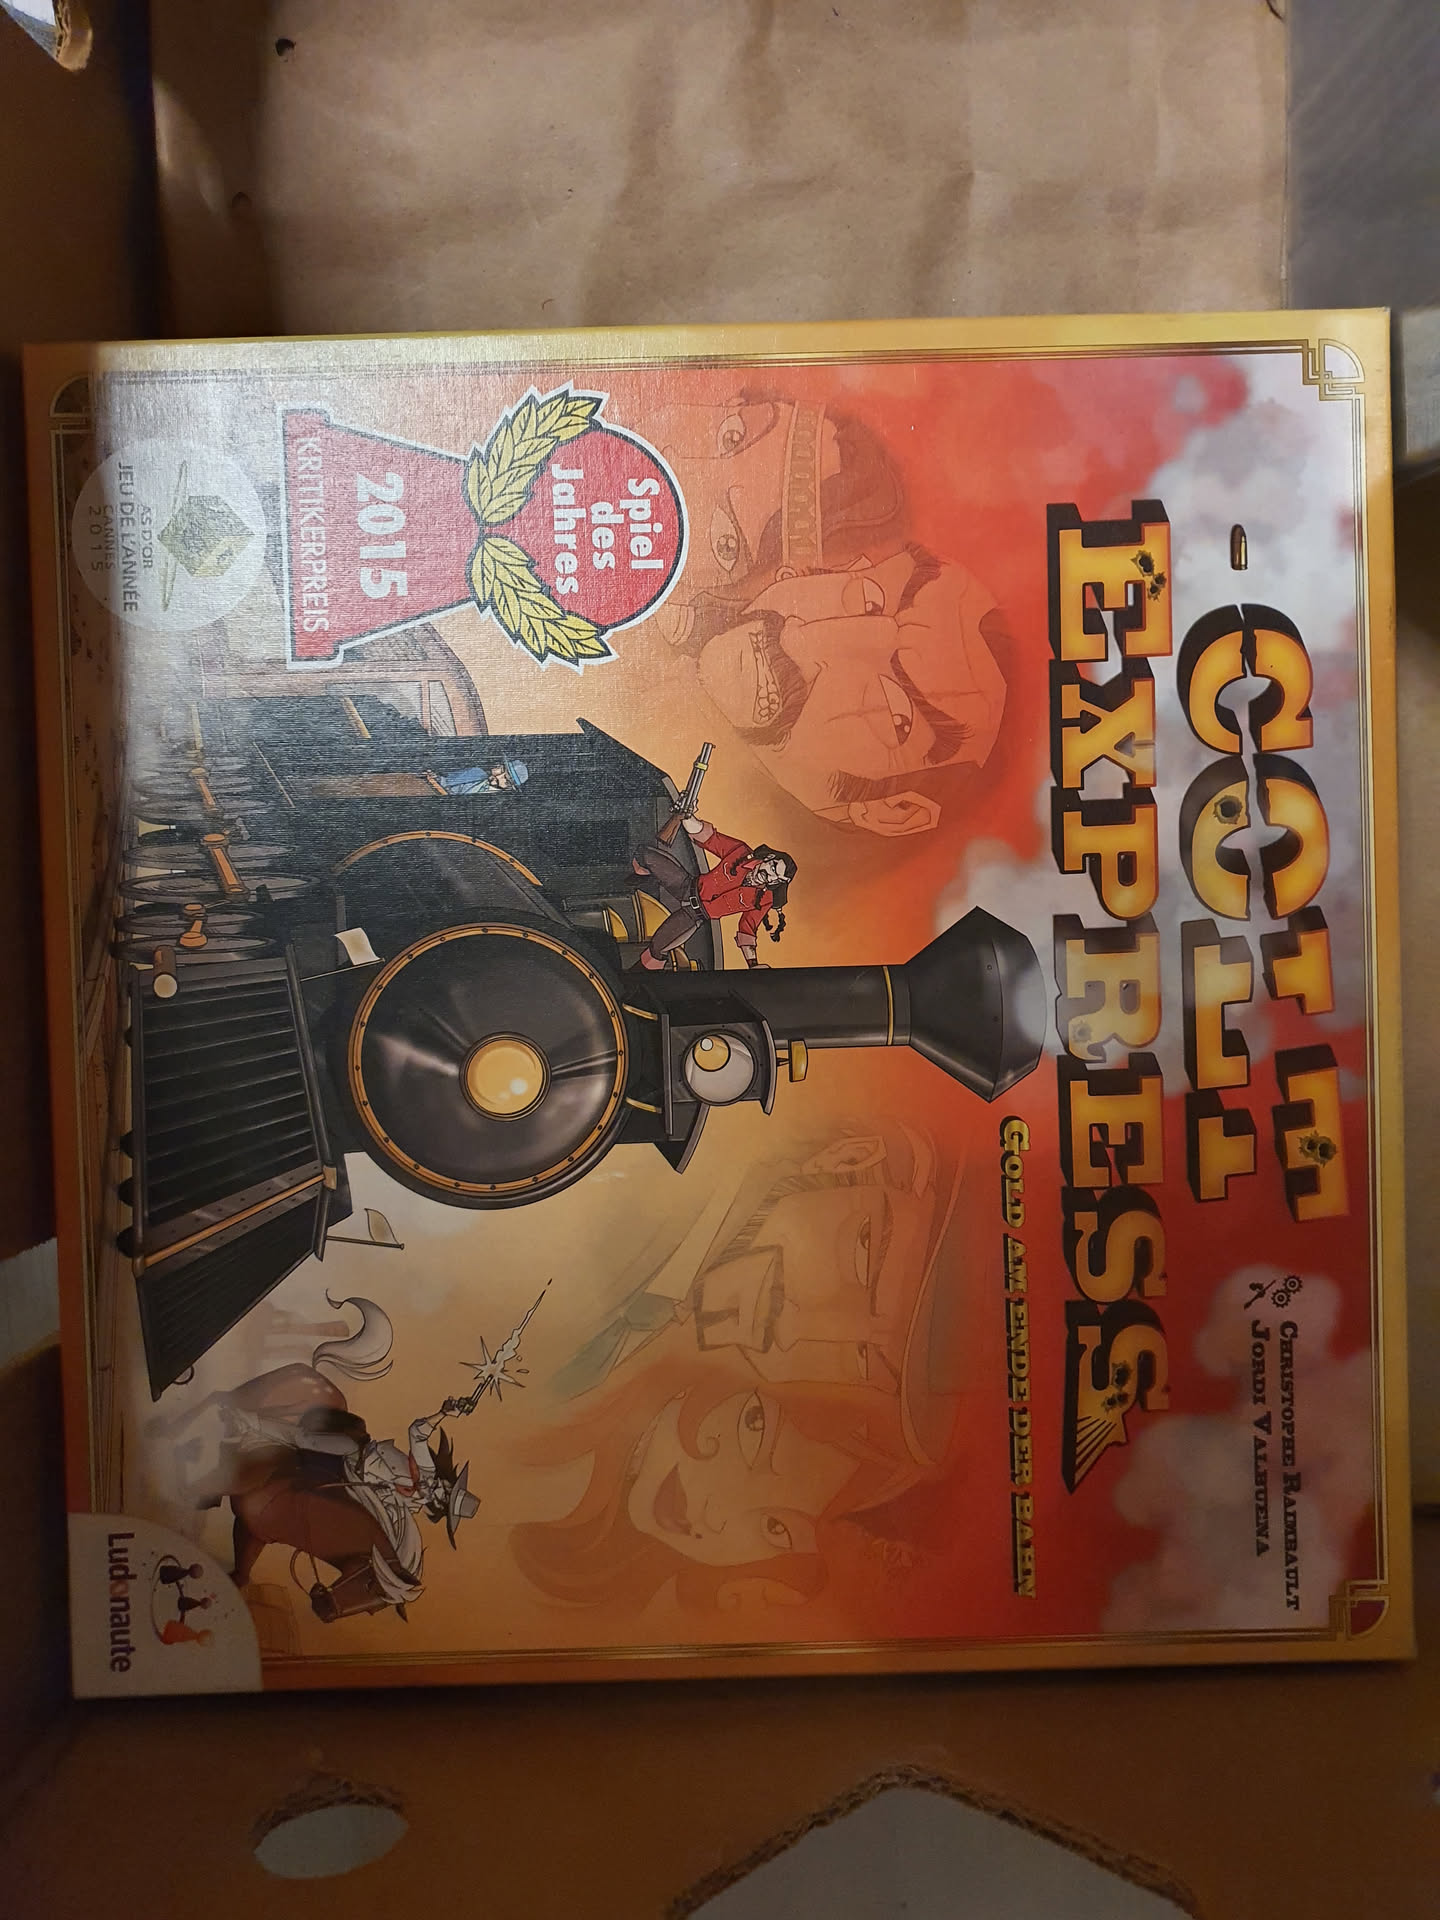 COLT
EXPRESS
CHRISTOPHE RAIMBAULT
JORDI VALBUENA
GOLD AM ENDE DER BAHN
Spiel
des
Jahres
2015
KRITIKERPREIS
AS D'OR
JEU DE L'ANNÉE
CANNES
2015
Ludonaute